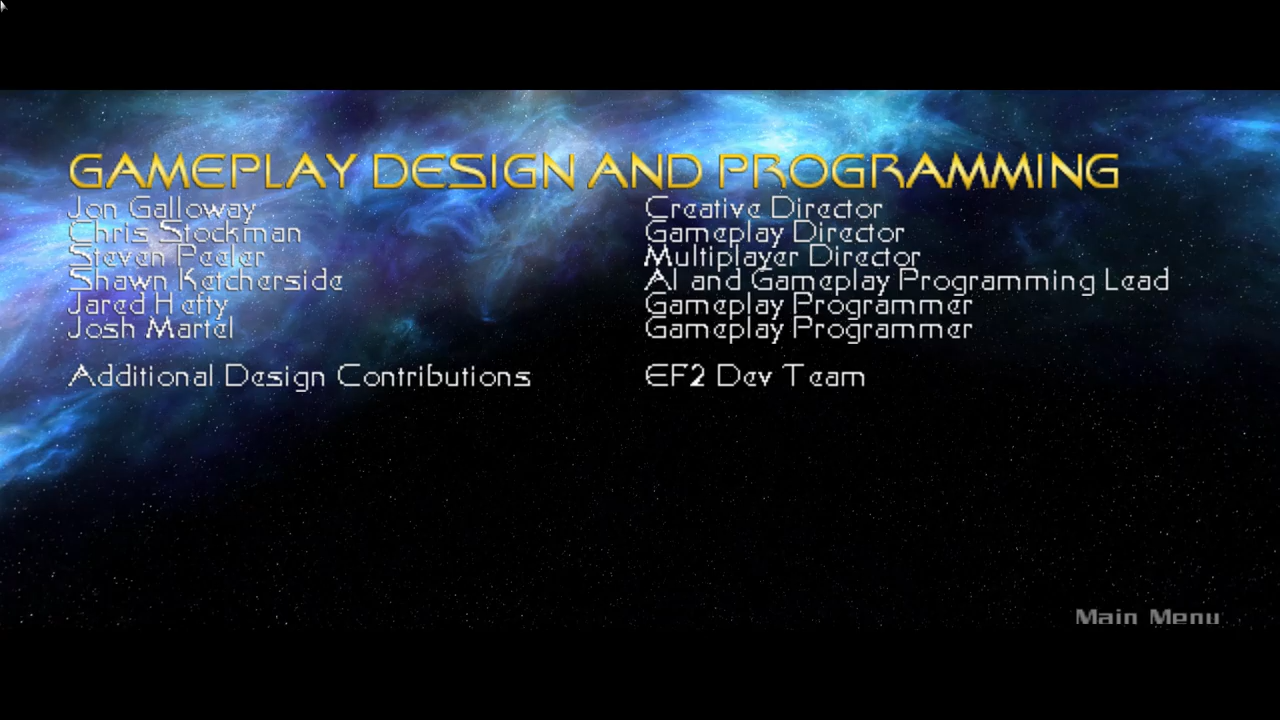 GAMEPLAY DESIGN AND PROGRAMMING
Jon Galloway Creative Director
Chris Stockman Gameplay Director
Steven Peeler Multiplayer Director
Shawn Ketcherside AI and Gameplay Programming Lead
Jared Hefty Gameplay Programmer
Josh Martel Gameplay Programmer
Additional Design Contributions EF2 Dev Team
Main Menu